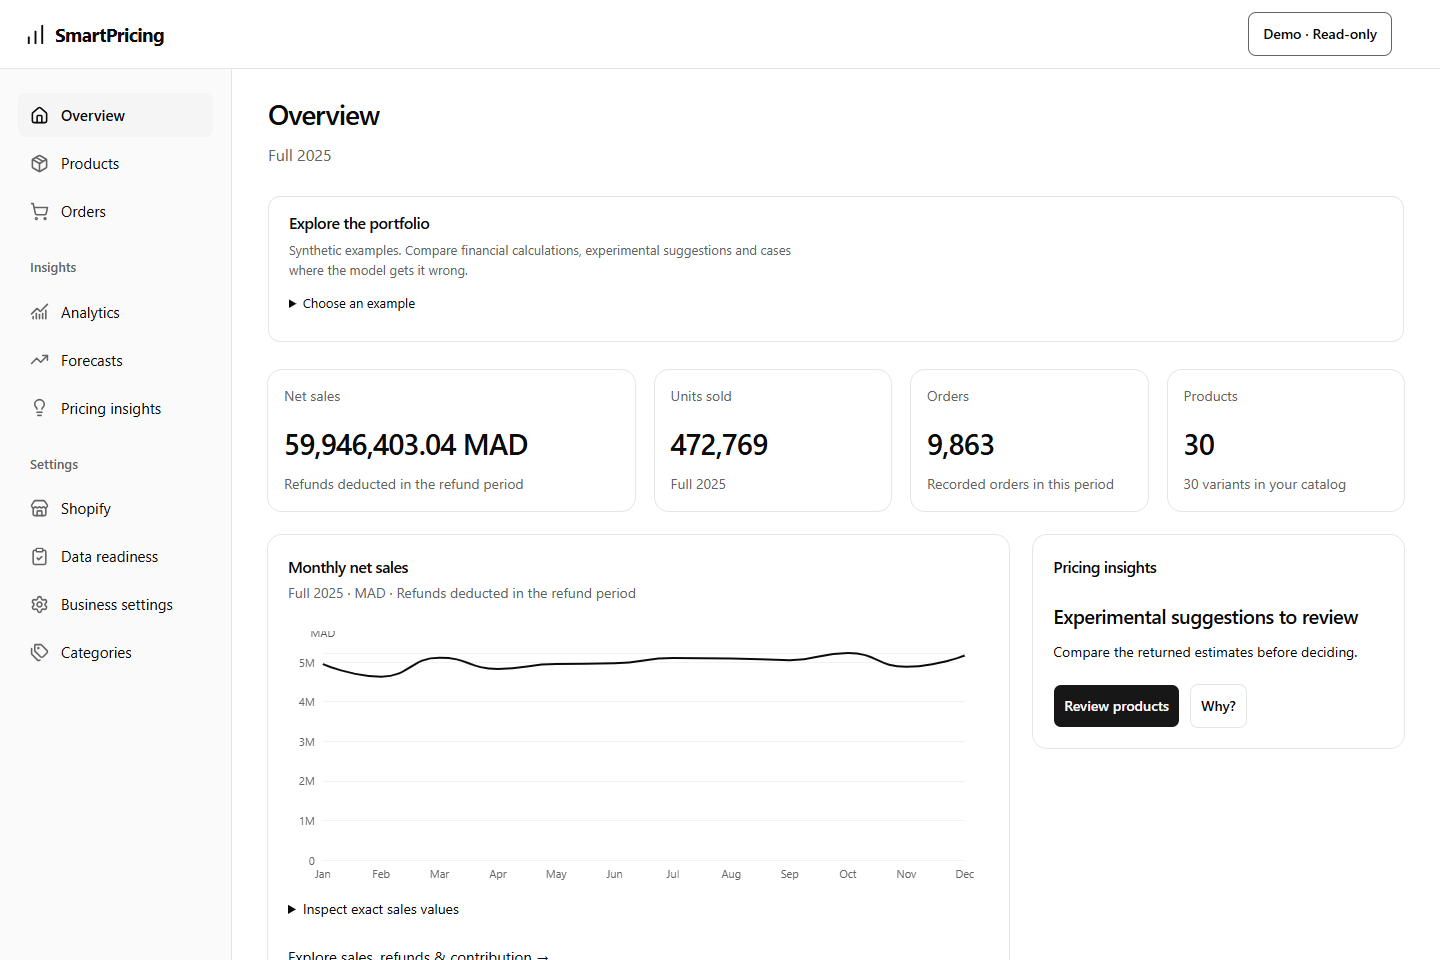 SmartPricing
Demo · Read-only
Overview
Products
Orders
Insights
Analytics
Forecasts
Pricing insights
Settings
Shopify
Data readiness
Business settings
Categories
Overview
Full 2025
Explore the portfolio
Synthetic examples. Compare financial calculations, experimental suggestions and cases
where the model gets it wrong.
Choose an example
Net sales
59,946,403.04 MAD
Refunds deducted in the refund period
Units sold
472,769
Full 2025
Orders
9,863
Recorded orders in this period
Products
30
30 variants in your catalog
Monthly net sales
Full 2025 · MAD · Refunds deducted in the refund period
MAD
5M
4M
3M
2M
1M
0
Jan Feb Mar Apr May Jun Jul Aug Sep Oct Nov Dec
Inspect exact sales values
Explore sales, refunds & contribution →
Pricing insights
Experimental suggestions to review
Compare the returned estimates before deciding.
Review products
Why?